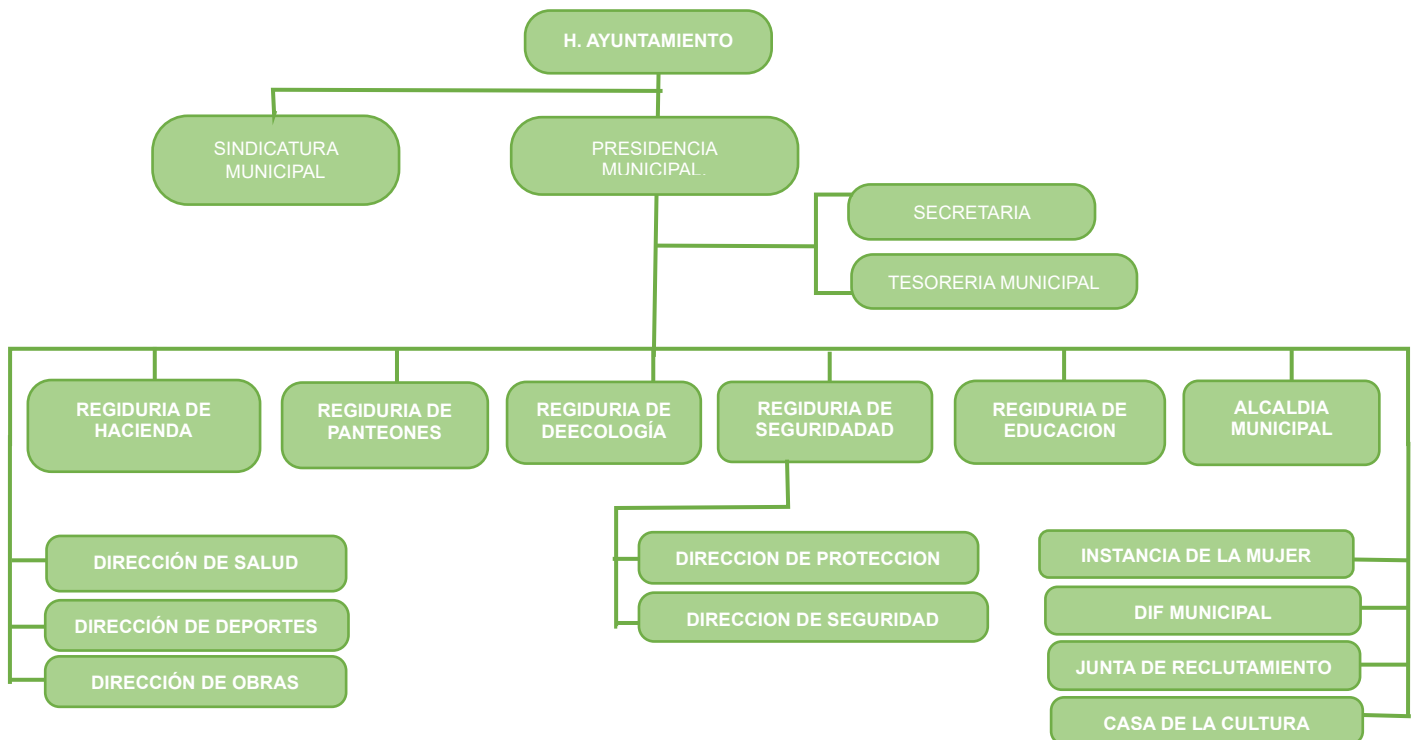 H. AYUNTAMIENTO
SINDICATURA
MUNICIPAL
PRESIDENCIA
MUNICIPAL.
SECRETARIA
TESORERIA MUNICIPAL
REGIDURIA DE
HACIENDA
REGIDURIA DE
PANTEONES
REGIDURIA DE
DEECOLOGÍA
REGIDURIA DE
SEGURIDADAD
REGIDURIA DE
EDUCACION
ALCALDIA
MUNICIPAL
DIRECCIÓN DE SALUD
DIRECCIÓN DE DEPORTES
DIRECCIÓN DE OBRAS
DIRECCION DE PROTECCION
DIRECCION DE SEGURIDAD
INSTANCIA DE LA MUJER
DIF MUNICIPAL
JUNTA DE RECLUTAMIENTO
CASA DE LA CULTURA